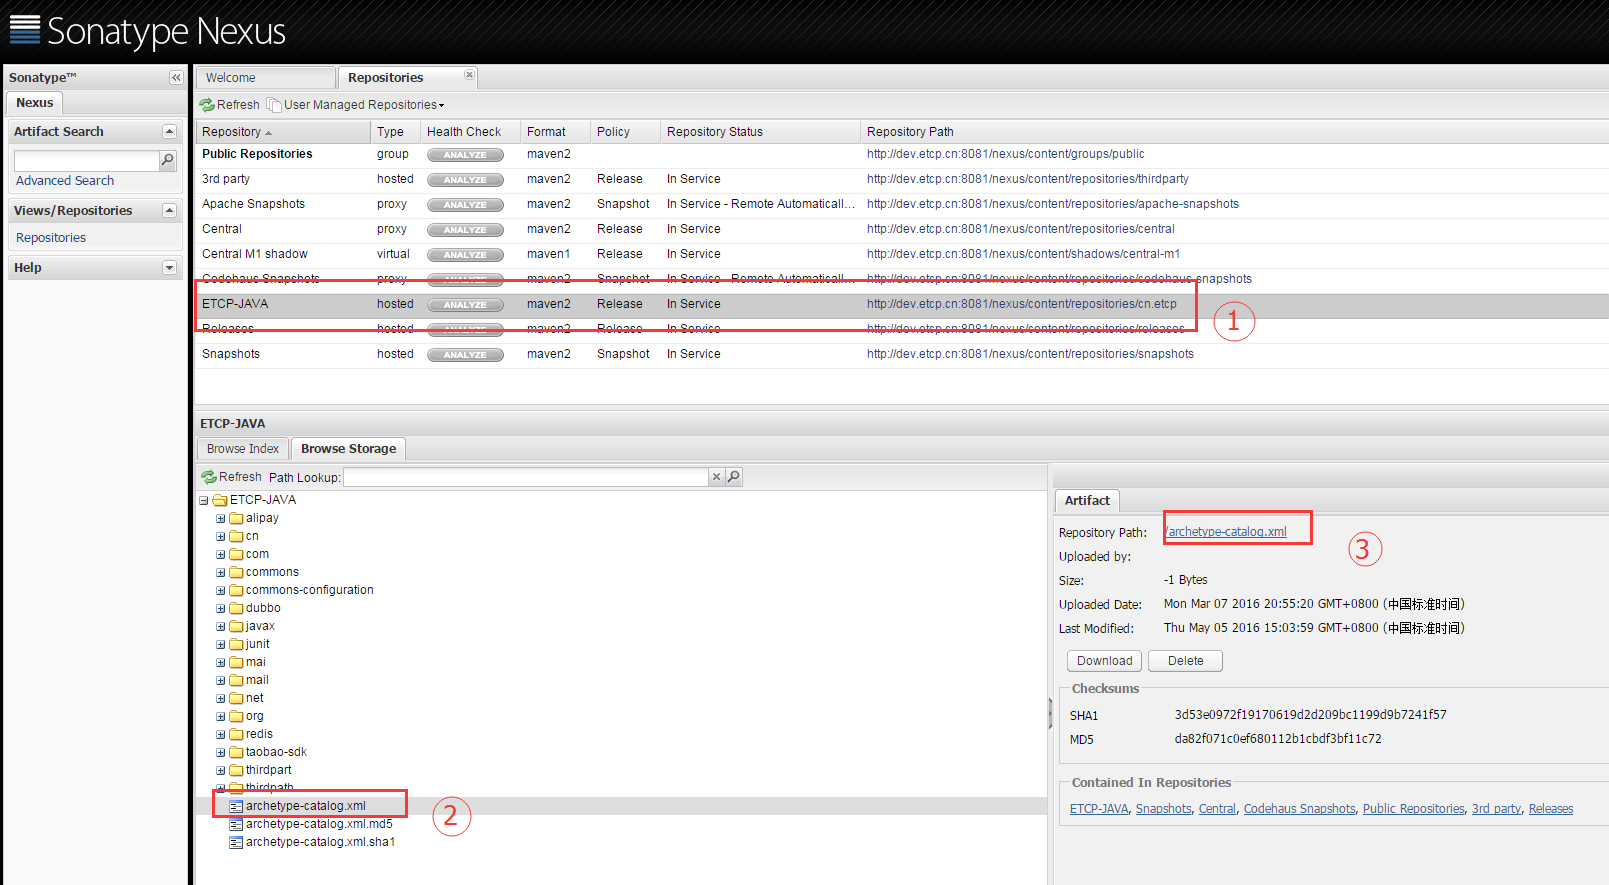 Sonatype Nexus
Sonatype™
Nexus
Artifact Search
Advanced Search
Views/Repositories
Repositories
Help
Welcome
Repositories
Refresh
User Managed Repositories
Repository Type Health Check Format Policy Repository Status Repository Path
Public Repositories group ANALYZE maven2 http://dev.etcp.cn:8081/nexus/content/groups/public
3rd party hosted ANALYZE maven2 Release In Service http://dev.etcp.cn:8081/nexus/content/repositories/thirdparty
Apache Snapshots proxy ANALYZE maven2 Snapshot In Service - Remote Automaticall... http://dev.etcp.cn:8081/nexus/content/repositories/apache-snapshots
Central proxy ANALYZE maven2 Release In Service http://dev.etcp.cn:8081/nexus/content/repositories/central
Central M1 shadow virtual ANALYZE maven1 Release In Service http://dev.etcp.cn:8081/nexus/content/shadows/central-m1
Codehaus Snapshots proxy ANALYZE maven2 Snapshot In Service - Remote Automaticall... http://dev.etcp.cn:8081/nexus/content/repositories/codehaus-snapshots
ETCP-JAVA hosted ANALYZE maven2 Release In Service http://dev.etcp.cn:8081/nexus/content/repositories/cn.etcp
1
Releases hosted ANALYZE maven2 Release In Service http://dev.etcp.cn:8081/nexus/content/repositories/releases
Snapshots hosted ANALYZE maven2 Snapshot In Service http://dev.etcp.cn:8081/nexus/content/repositories/snapshots
ETCP-JAVA
Browse Index
Browse Storage
Refresh Path Lookup:
ETCP-JAVA
alipay
cn
com
commons
commons-configuration
dubbo
javax
junit
mai
mail
net
org
redis
taobao-sdk
thirdpart
thirdpath
archetype-catalog.xml
2
archetype-catalog.xml.md5
archetype-catalog.xml.sha1
Artifact
Repository Path: /archetype-catalog.xml
3
Uploaded by:
Size: -1 Bytes
Uploaded Date: Mon Mar 07 2016 20:55:20 GMT+0800 (中国标准时间)
Last Modified: Thu May 05 2016 15:03:59 GMT+0800 (中国标准时间)
Download
Delete
Checksums
SHA1 3d53e0972f19170619d2d209bc1199d9b7241f57
MD5 da82f071c0ef680112b1cbdf3bf11c72
Contained In Repositories
ETCP-JAVA, Snapshots, Central, Codehaus Snapshots, Public Repositories, 3rd party, Releases